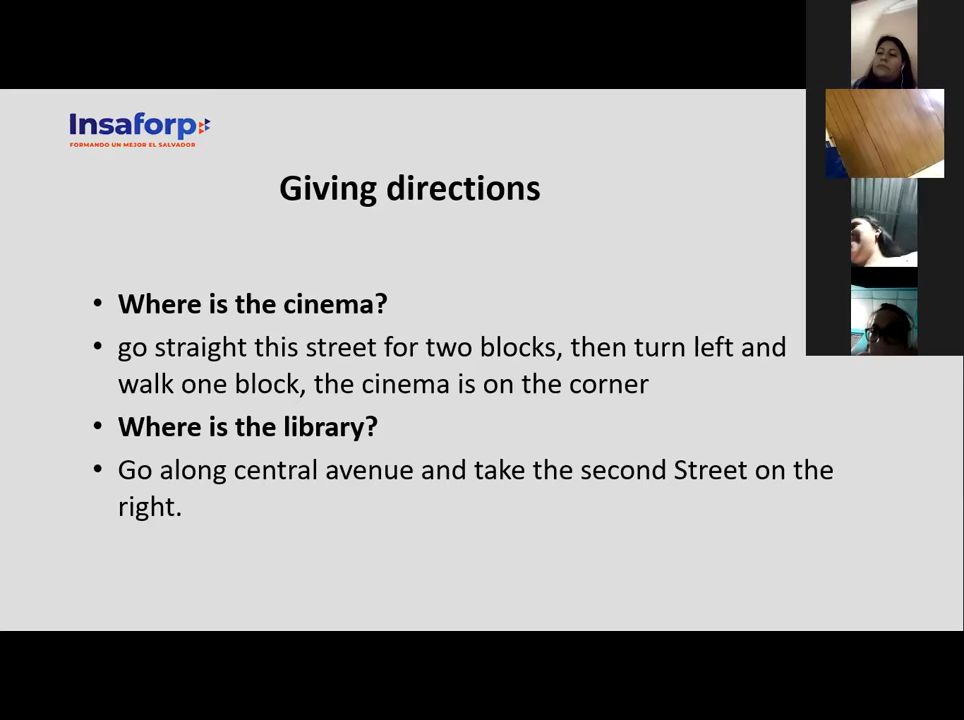 Insaforp
FORMANDO UN MEJOR EL SALVADOR
Giving directions
• Where is the cinema?
• go straight this street for two blocks, then turn left and
walk one block, the cinema is on the corner
• Where is the library?
• Go along central avenue and take the second Street on the
right.